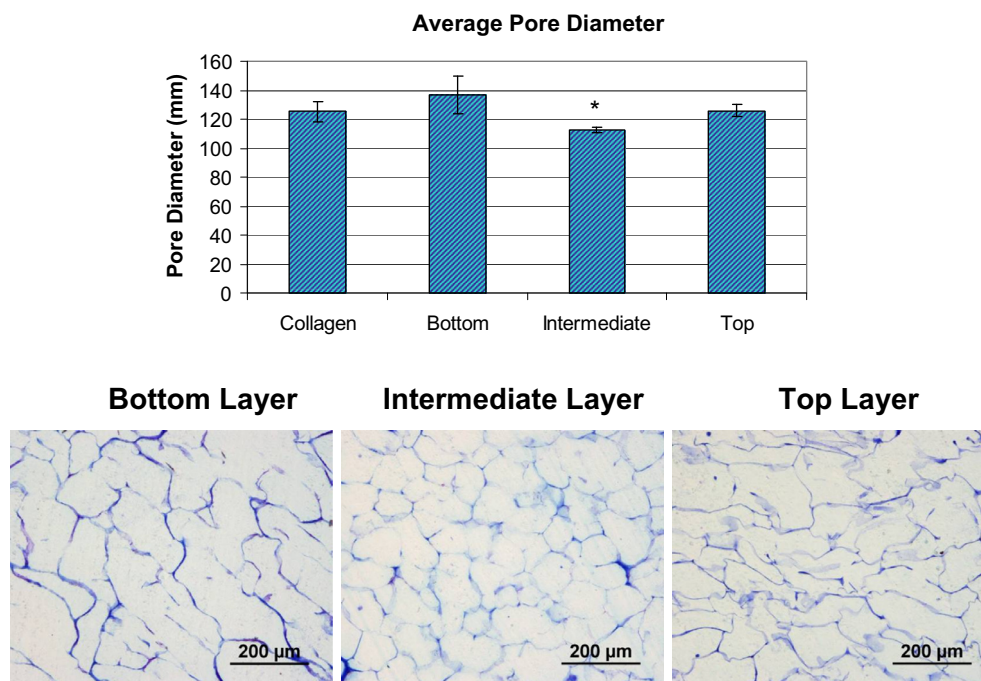 Average Pore Diameter
Pore Diameter (mm)
160
140
120
100
80
60
40
20
0
*
Collagen Bottom Intermediate Top
Bottom Layer Intermediate Layer Top Layer
200 µm 200 µm 200 µm